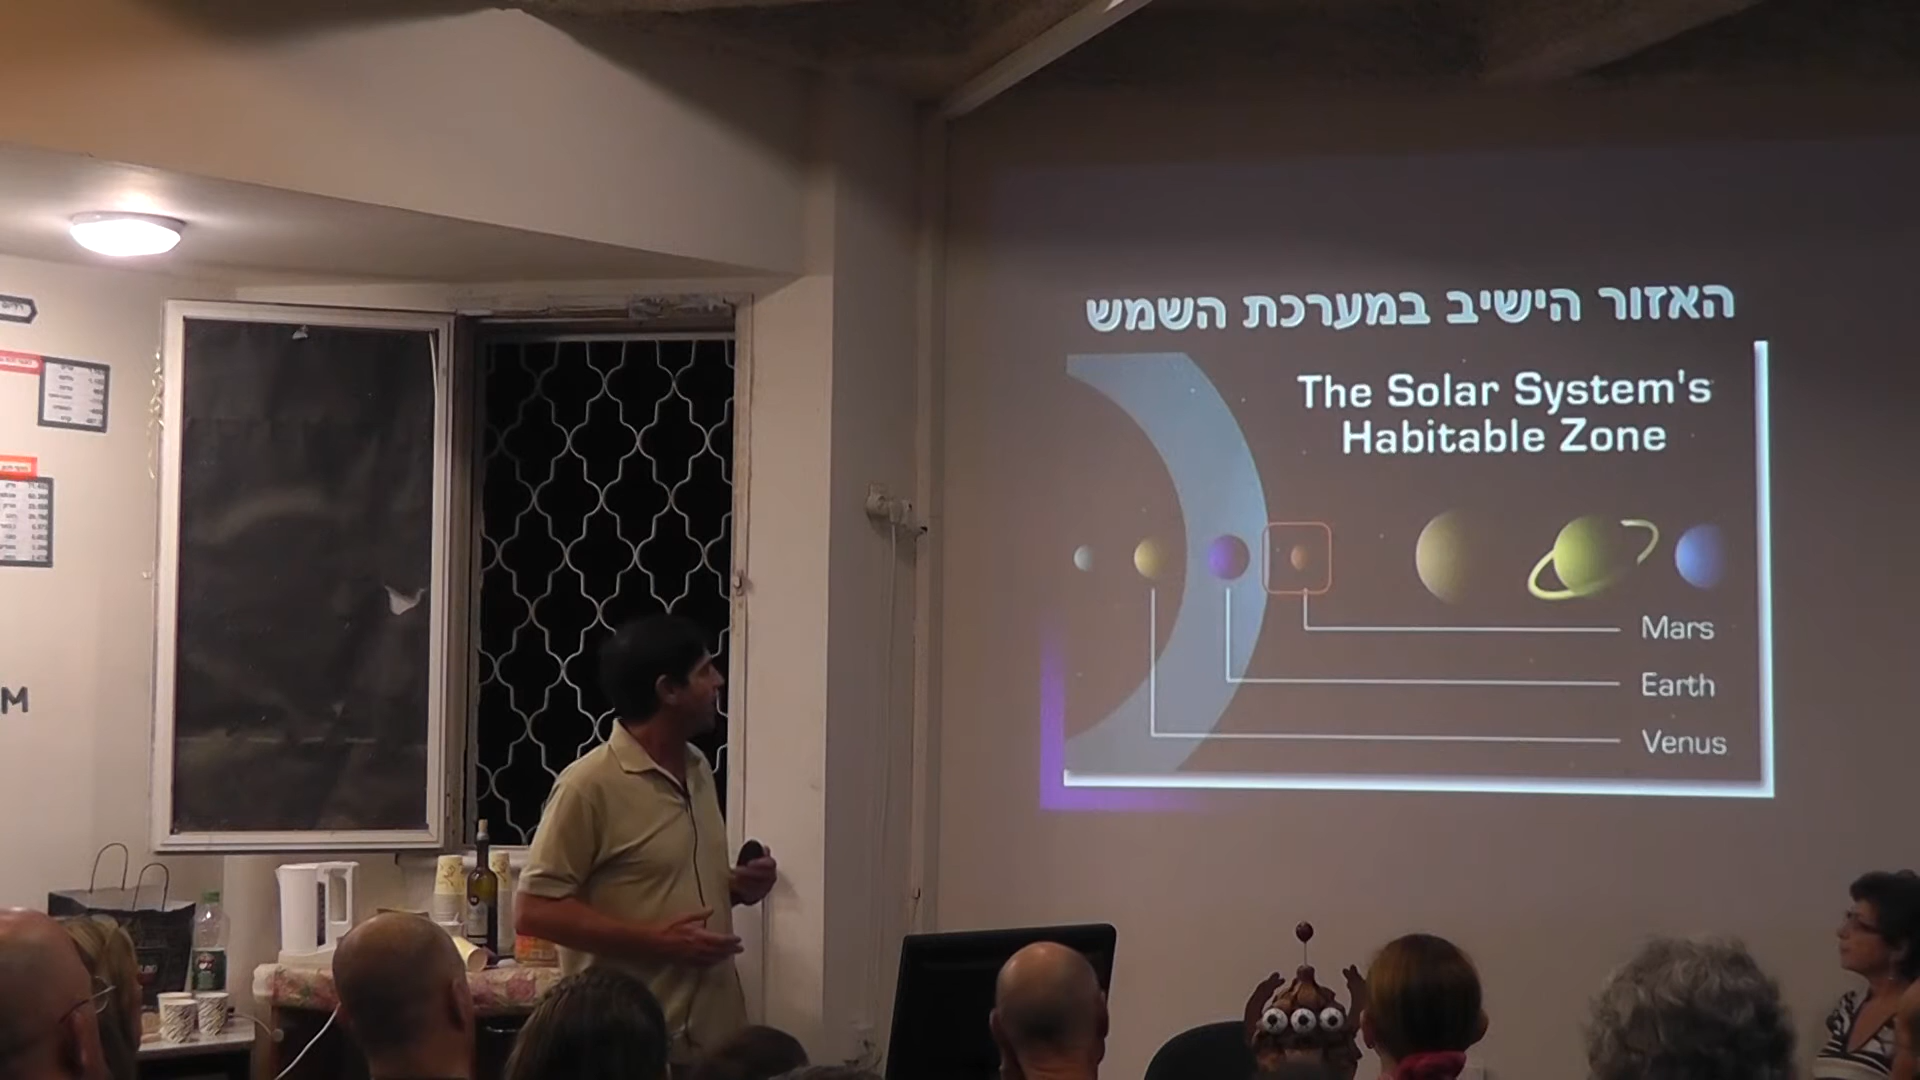 האזור הישיב במערכת השמש
The Solar System's
Habitable Zone
Mars
Earth
Venus
M